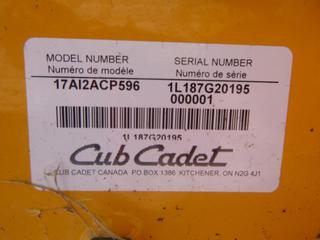 MODEL NUMBER SERIAL NUMBER
Numéro de modèle Numéro de série
17AI2ACP596 1L187G20195
000001
1L187G20195
Cub Cadet
CUB CADET CANADA PO BOX 1386 KITCHENER, ON N2G 4J1